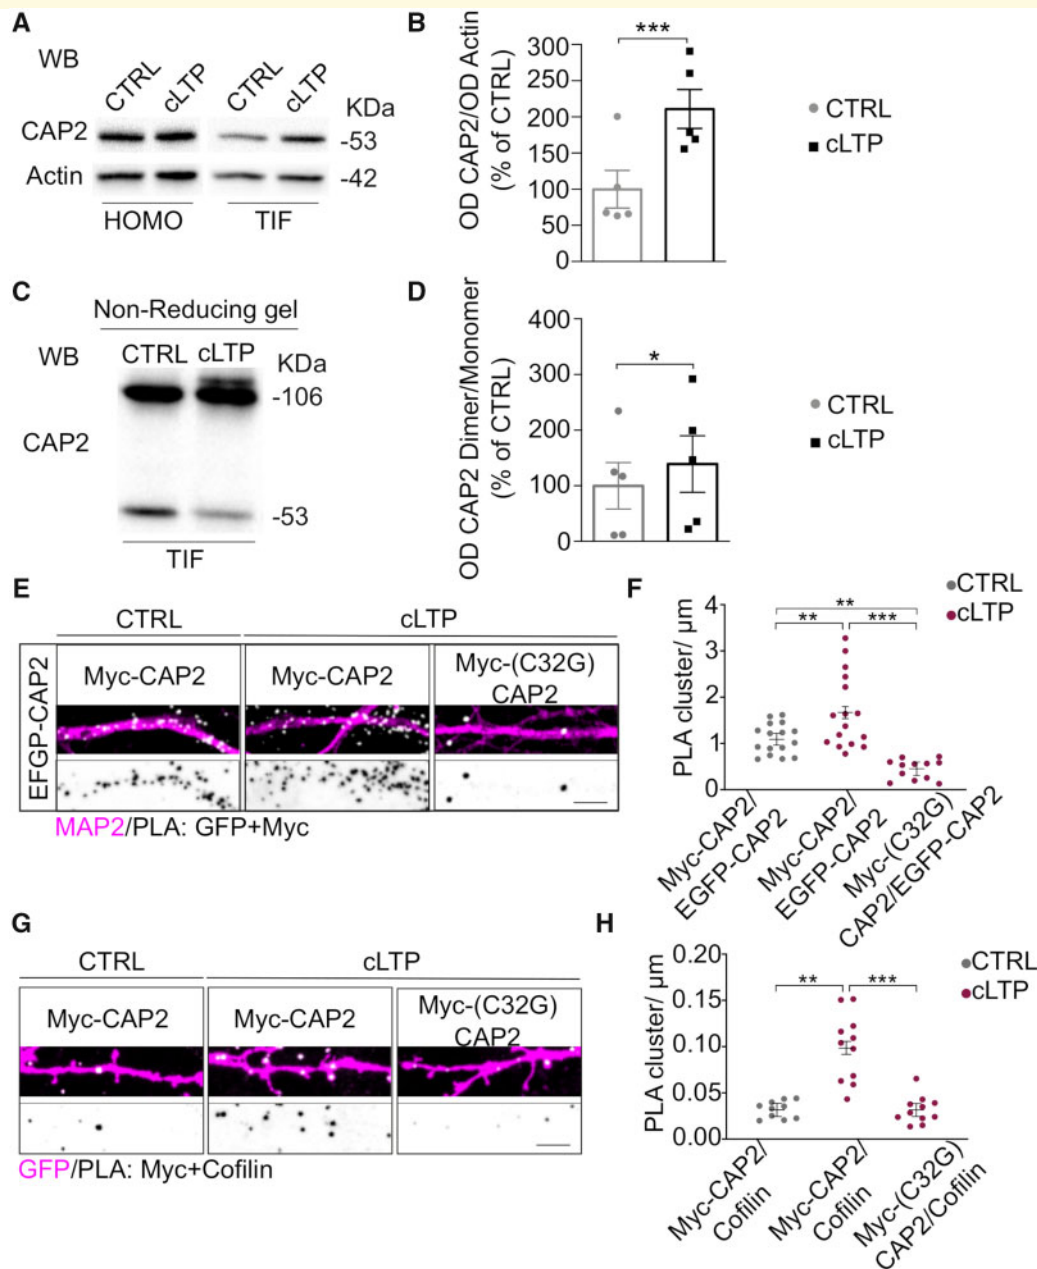 A
WB
CTRL
cLTP
CTRL
cLTP
KDa
CAP2
-53
Actin
-42
HOMO
TIF
B
OD CAP2/OD Actin
(% of CTRL)
300
250
200
150
100
50
0
***
CTRL
cLTP
C
Non-Reducing gel
WB
CTRL
cLTP
KDa
-106
CAP2
-53
TIF
D
OD CAP2 Dimer/Monomer
(% of CTRL)
400
300
200
100
0
*
CTRL
cLTP
E
CTRL
cLTP
EFGP-CAP2
Myc-CAP2
Myc-CAP2
Myc-(C32G)
CAP2
MAP2/PLA: GFP+Myc
F
CTRL
cLTP
PLA cluster/ µm
4
3
2
1
0
**
**
***
Myc-CAP2/
EGFP-CAP2
Myc-CAP2/
EGFP-CAP2
Myc-(C32G)
CAP2/EGFP-CAP2
G
CTRL
cLTP
Myc-CAP2
Myc-CAP2
Myc-(C32G)
CAP2
GFP/PLA: Myc+Cofilin
H
CTRL
cLTP
PLA cluster/ µm
0.20
0.15
0.10
0.05
0.00
**
***
Myc-CAP2/
Cofilin
Myc-CAP2/
Cofilin
Myc-(C32G)
CAP2/Cofilin